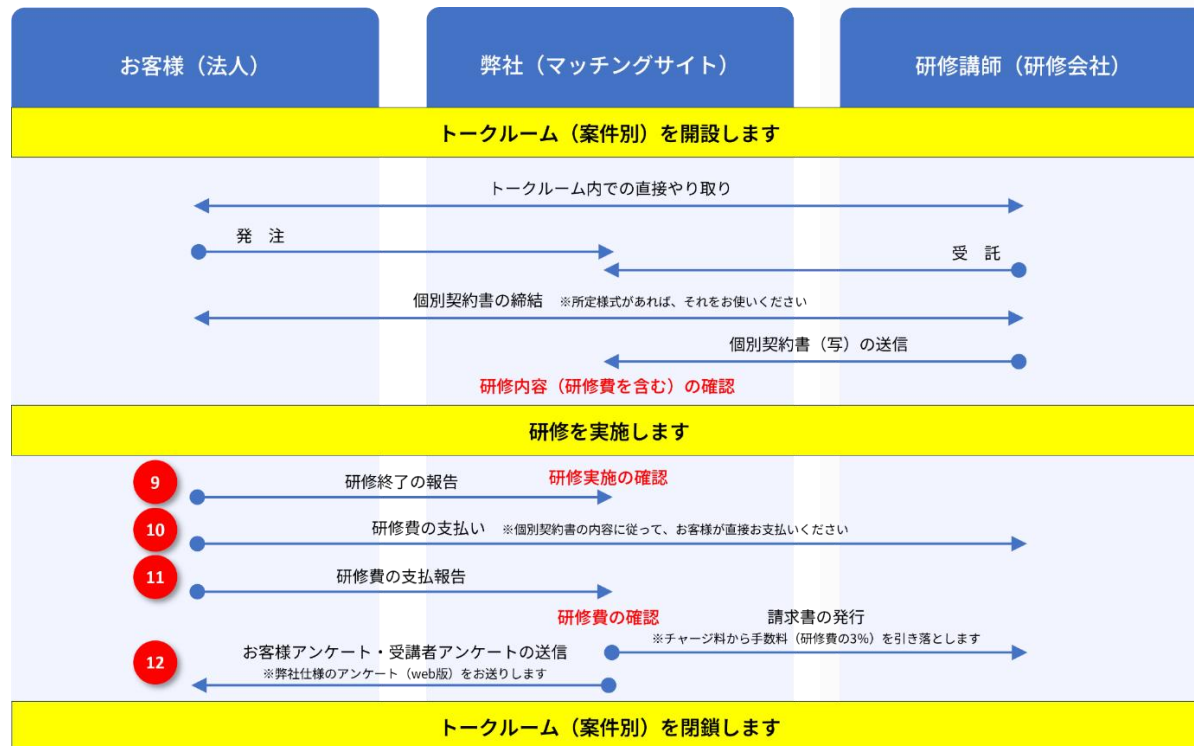 お客様（法人）
弊社（マッチングサイト）
研修講師（研修会社）
トークルーム（案件別）を開設します
トークルーム内での直接やり取り
発　注
受　託
個別契約書の締結　※所定様式があれば、それをお使いください
個別契約書（写）の送信
研修内容（研修費を含む）の確認
研修を実施します
9
研修終了の報告
研修実施の確認
10
研修費の支払い　※個別契約書の内容に従って、お客様が直接お支払いください
11
研修費の支払報告
研修費の確認
請求書の発行
※チャージ料から手数料（研修費の3%）を引き落とします
12
お客様アンケート・受講者アンケートの送信
※弊社仕様のアンケート（web版）をお送りします
トークルーム（案件別）を閉鎖します